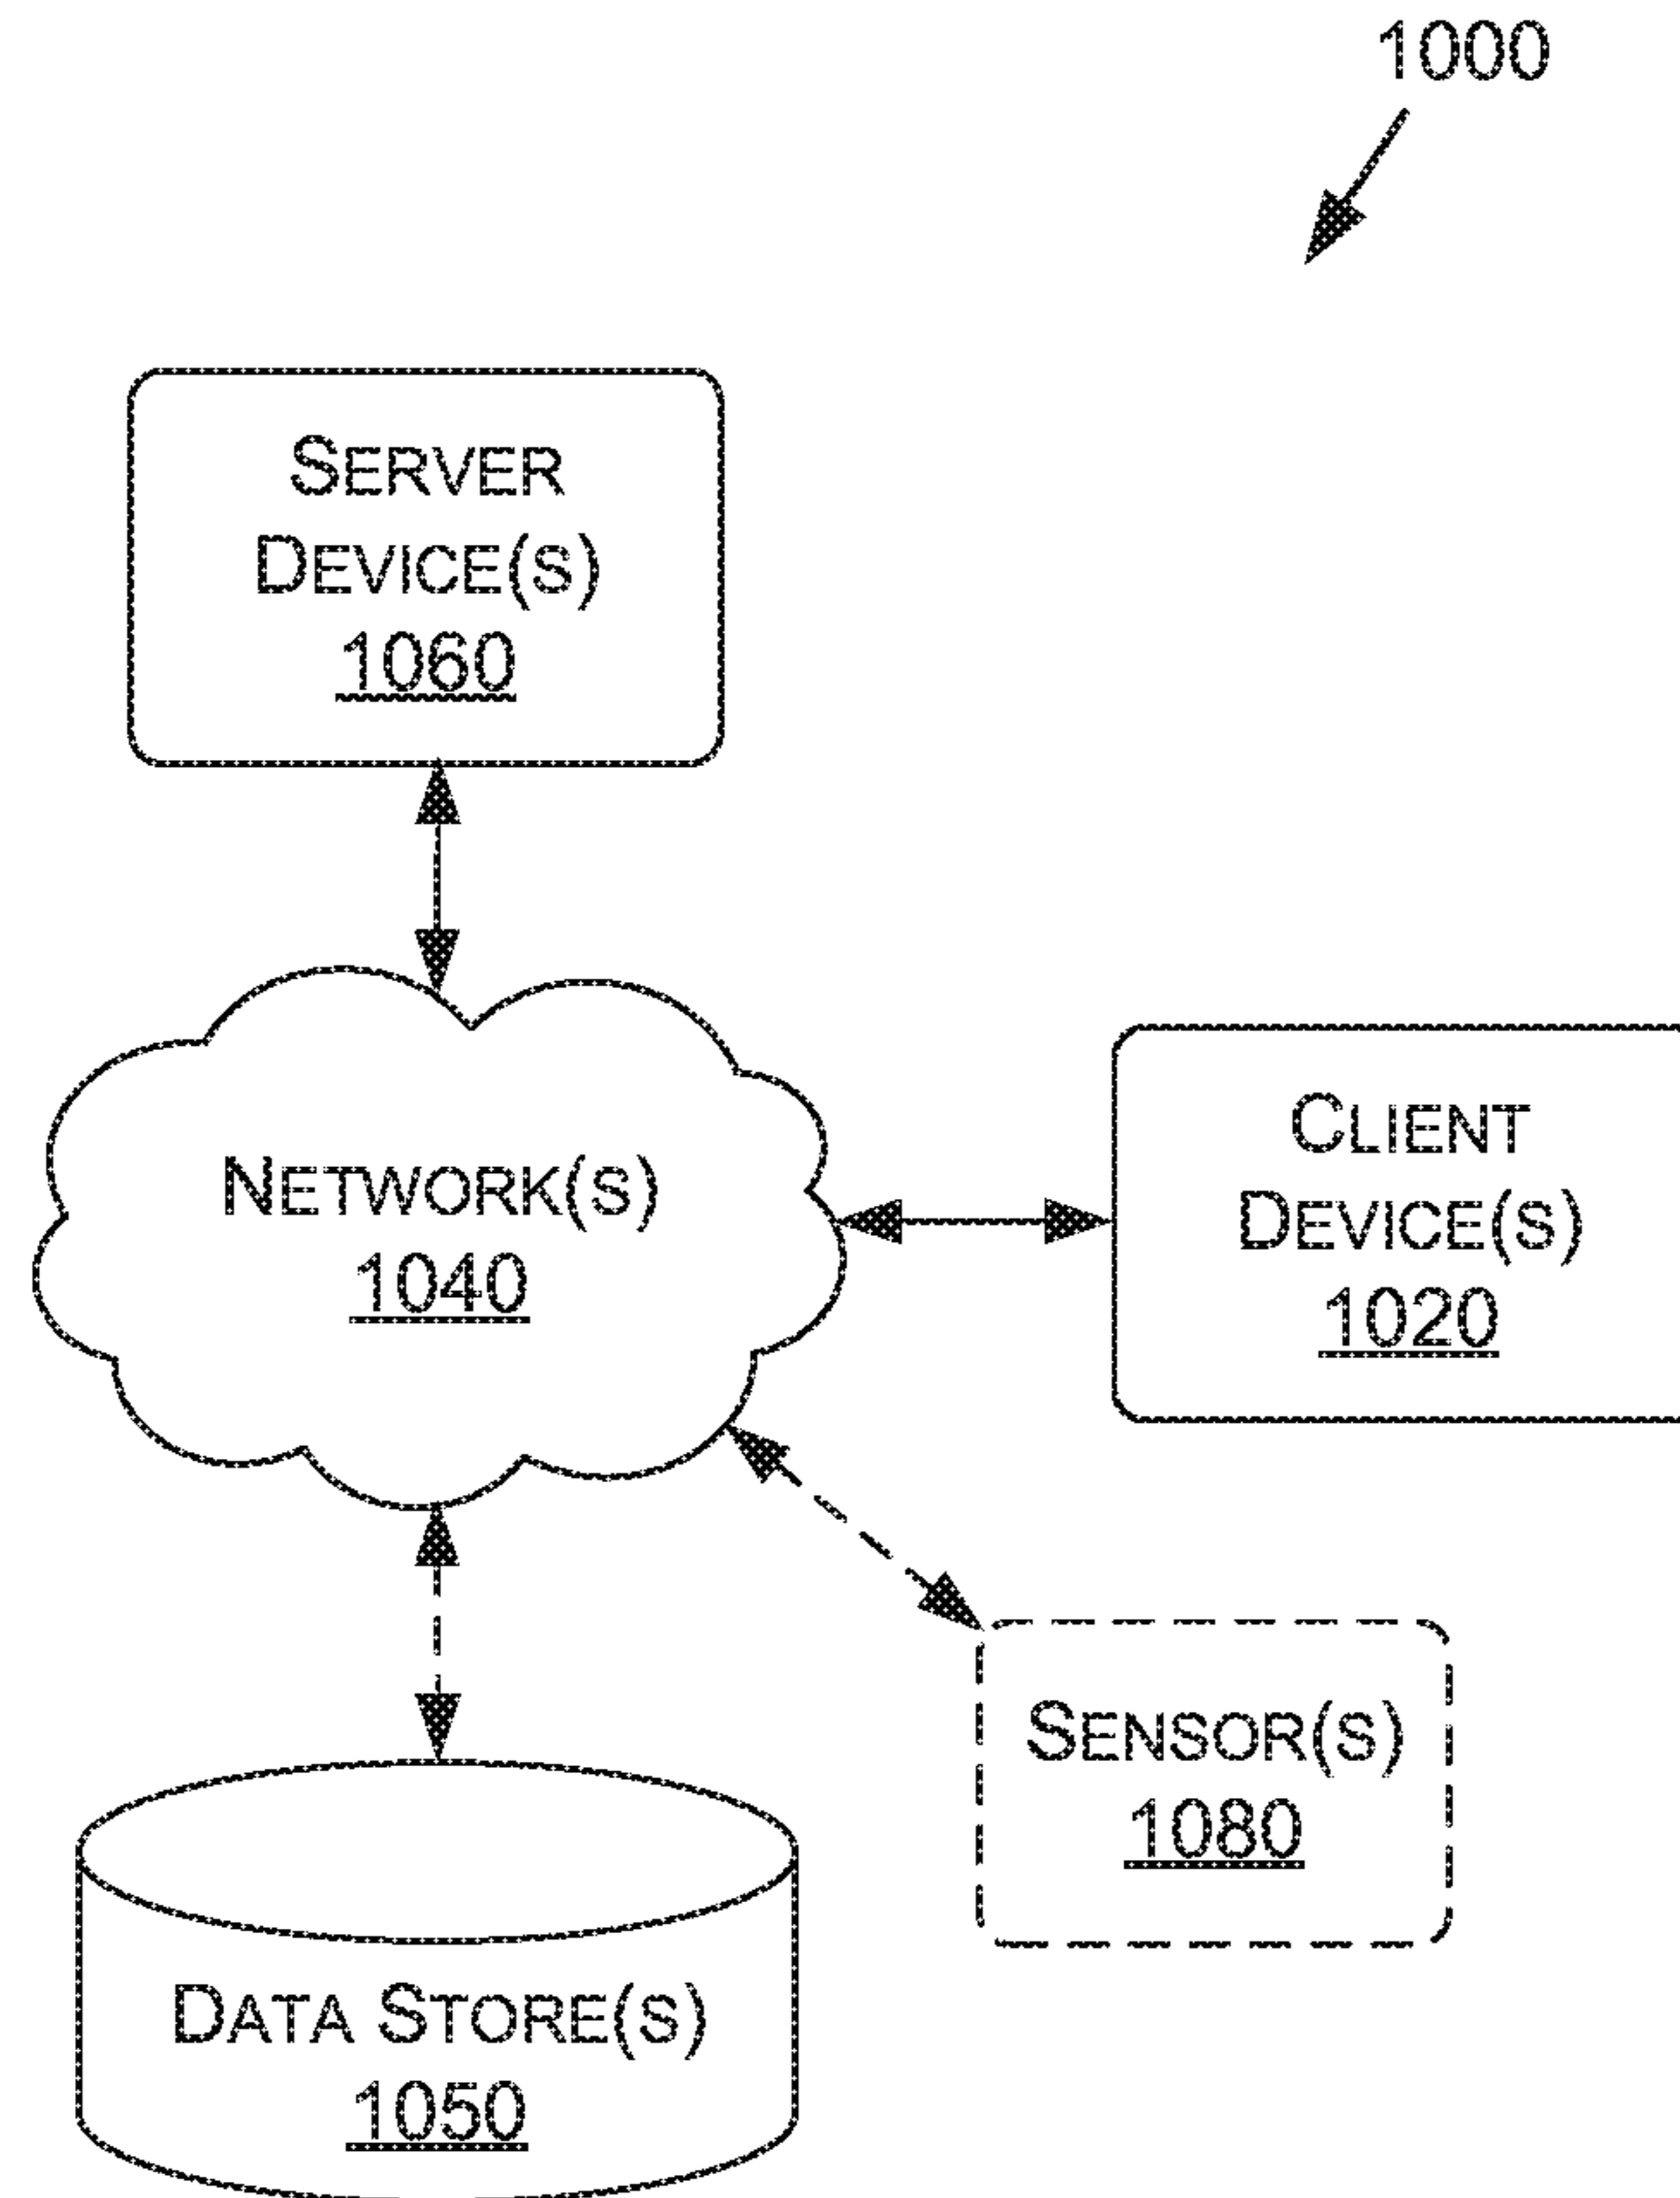 1000
SERVER
DEVICE(S)
1060
NETWORK(S)
1040
CLIENT
DEVICE(S)
1020
SENSOR(S)
1080
DATA STORE(S)
1050